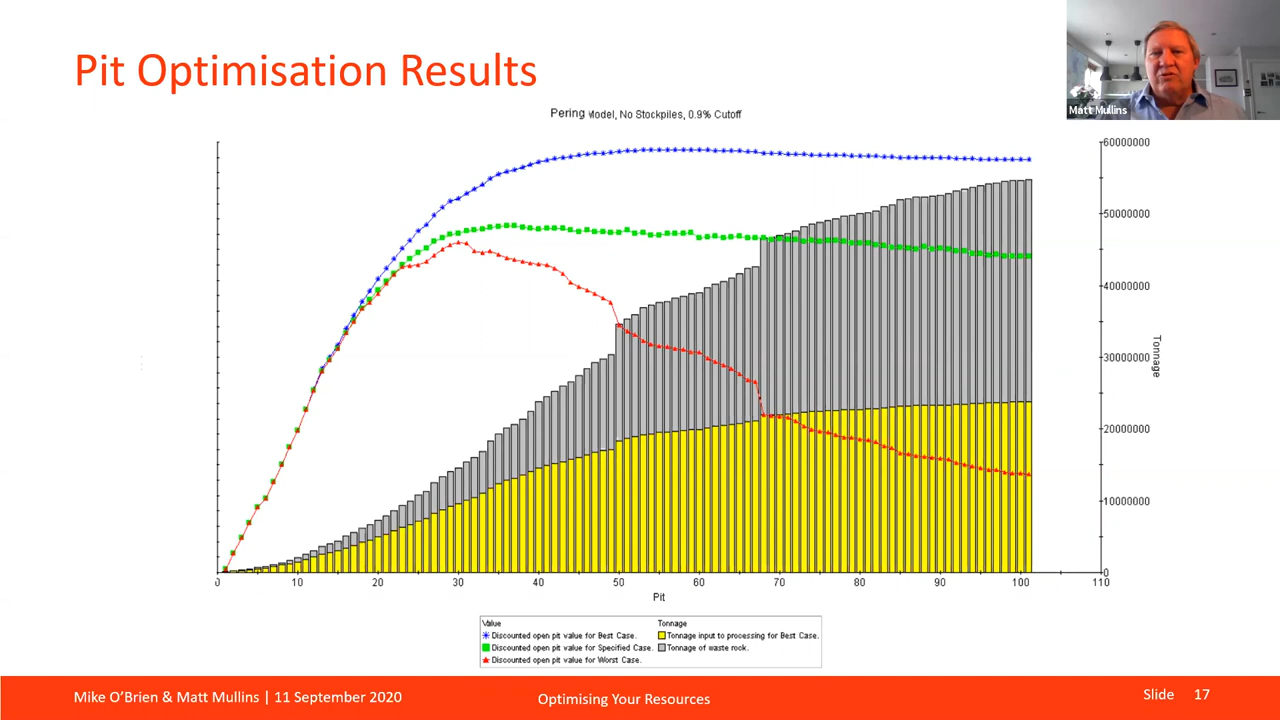 Pit Optimisation Results
Matt Mullins
Pering Model, No Stockpiles, 0.9% Cutoff
60000000
50000000
40000000
30000000
20000000
10000000
0
Tonnage
0 10 20 30 40 50 60 70 80 90 100 110
Pit
Value Tonnage
Discounted open pit value for Best Case. Tonnage input to processing for Best Case.
Discounted open pit value for Specified Case. Tonnage of waste rock.
Discounted open pit value for Worst Case.
Mike O'Brien & Matt Mullins | 11 September 2020 Optimising Your Resources Slide 17